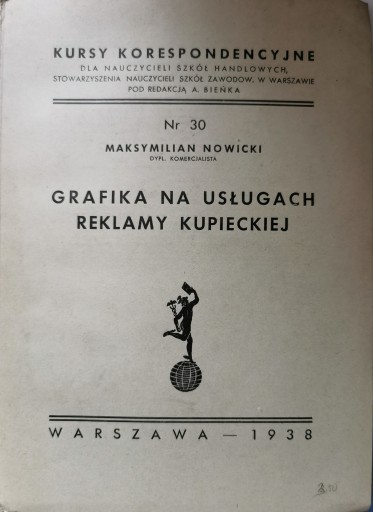 KURSY KORESPONDENCYJNE
DLA NAUCZYCIELI SZKÓŁ HANDLOWYCH,
STOWARZYSZENIA NAUCZYCIELI SZKÓŁ ZAWODOW. W WARSZAWIE
POD REDAKCJĄ A. BIEŃKA
Nr 30
MAKSYMILIAN NOWICKI
DYPL. KOMERCJALISTA
GRAFIKA NA USŁUGACH
REKLAMY KUPIECKIEJ
WARSZAWA — 1938